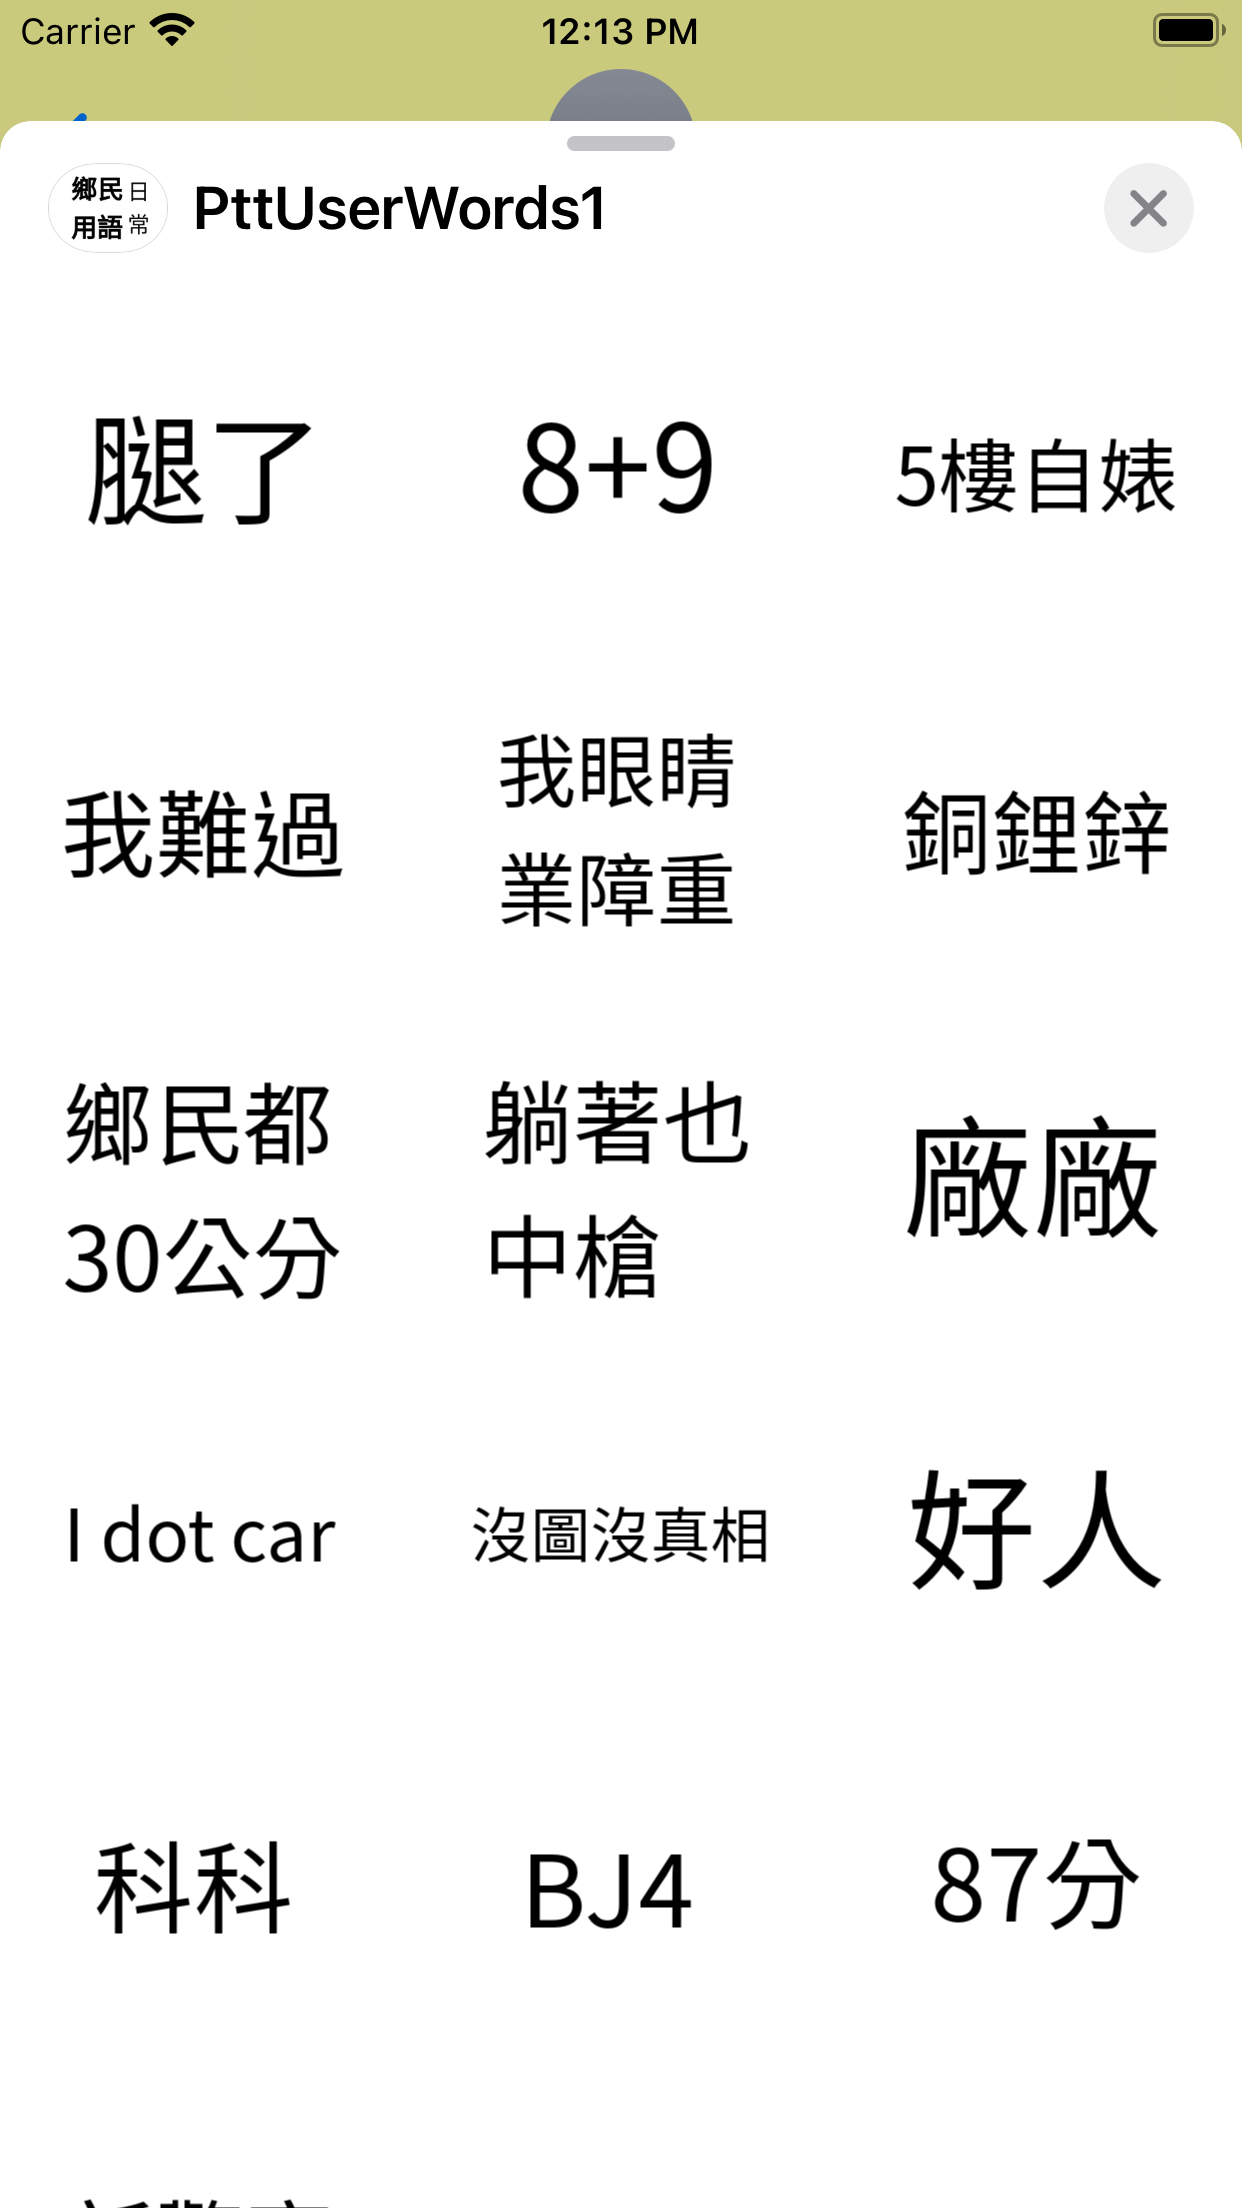 Carrier
12:13 PM
鄉民日
用語常
PttUserWords1
腿了
8+9
5樓自婊
我難過
我眼睛
業障重
銅鋰鋅
鄉民都
30公分
躺著也
中槍
廠廠
I dot car
沒圖沒真相
好人
科科
BJ4
87分